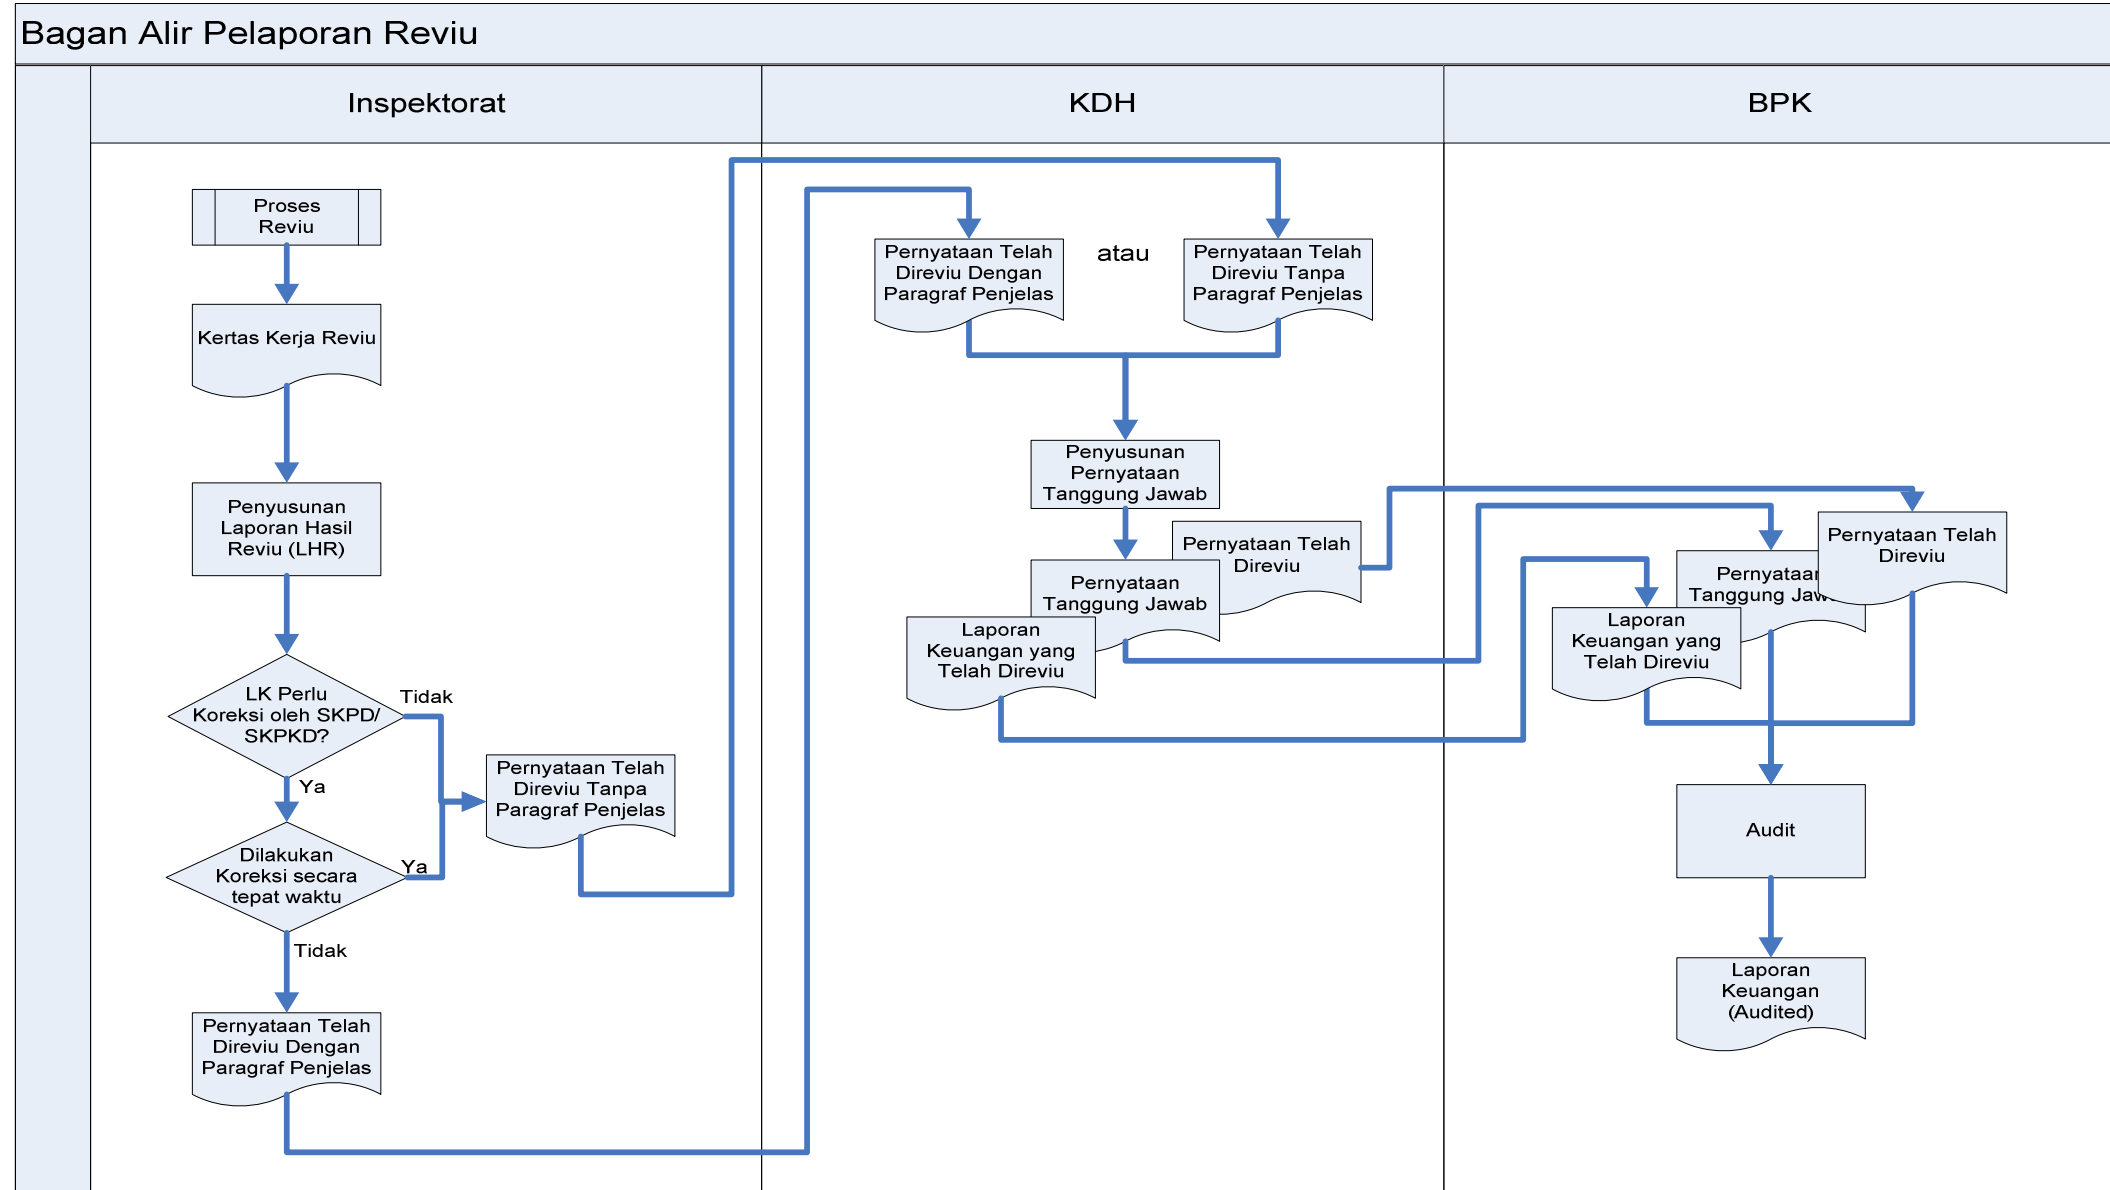 Bagan Alir Pelaporan Reviu
Inspektorat
KDH
BPK
Proses
Reviu
Kertas Kerja Reviu
Penyusunan
Laporan Hasil
Reviu (LHR)
LK Perlu
Koreksi oleh SKPD/
SKPKD?
Tidak
Ya
Dilakukan
Koreksi secara
tepat waktu
Ya
Tidak
Pernyataan Telah
Direviu Tanpa
Paragraf Penjelas
Pernyataan Telah
Direviu Dengan
Paragraf Penjelas
Pernyataan Telah
Direviu Dengan
Paragraf Penjelas
atau
Pernyataan Telah
Direviu Tanpa
Paragraf Penjelas
Penyusunan
Pernyataan
Tanggung Jawab
Pernyataan Telah
Direviu
Pernyataan
Tanggung Jawab
Laporan
Keuangan yang
Telah Direviu
Pernyataan Telah
Direviu
Pernyataan
Tanggung Jaw
Laporan
Keuangan yang
Telah Direviu
Audit
Laporan
Keuangan
(Audited)